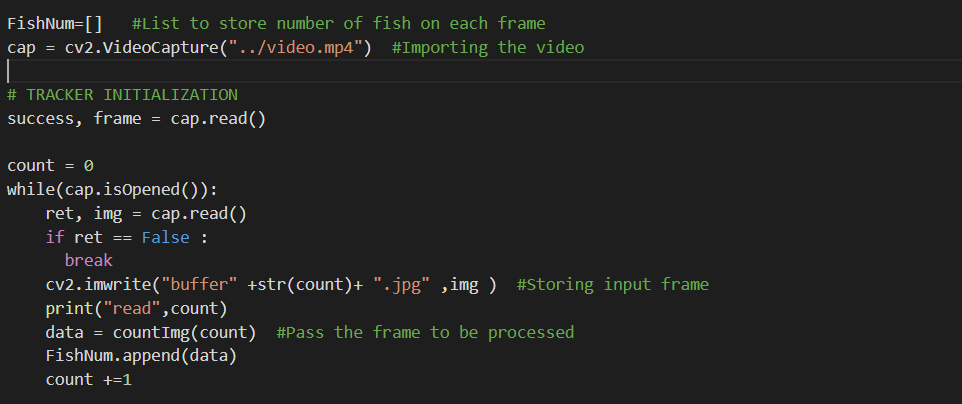 FishNum=[]   #List to store number of fish on each frame
cap = cv2.VideoCapture("../video.mp4")  #Importing the video
# TRACKER INITIALIZATION
success, frame = cap.read()
count = 0
while(cap.isOpened()):
    ret, img = cap.read()
    if ret == False :
      break
    cv2.imwrite("buffer" +str(count)+ ".jpg" ,img )  #Storing input frame
    print("read",count)
    data = countImg(count)  #Pass the frame to be processed
    FishNum.append(data)
    count +=1